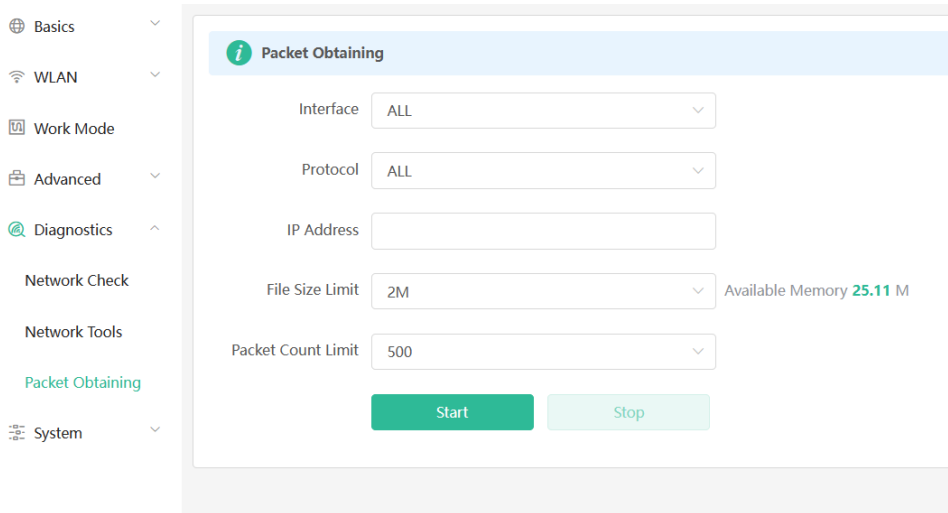 Basics
WLAN
Work Mode
Advanced
Diagnostics
Network Check
Network Tools
Packet Obtaining
System
Packet Obtaining
Interface ALL
Protocol ALL
IP Address
File Size Limit 2M Available Memory 25.11 M
Packet Count Limit 500
Start Stop